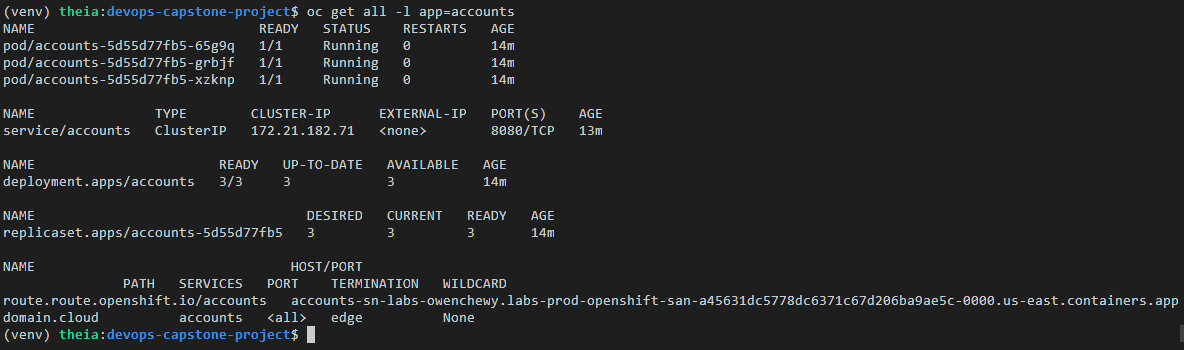 (venv) theia:devops-capstone-project$ oc get all -l app=accounts
NAME                            READY   STATUS    RESTARTS   AGE
pod/accounts-5d55d77fb5-65g9q   1/1     Running   0          14m
pod/accounts-5d55d77fb5-grbjf   1/1     Running   0          14m
pod/accounts-5d55d77fb5-xzknp   1/1     Running   0          14m
NAME               TYPE        CLUSTER-IP      EXTERNAL-IP   PORT(S)    AGE
service/accounts   ClusterIP   172.21.182.71   <none>        8080/TCP   13m
NAME                       READY   UP-TO-DATE   AVAILABLE   AGE
deployment.apps/accounts   3/3     3            3           14m
NAME                                  DESIRED   CURRENT   READY   AGE
replicaset.apps/accounts-5d55d77fb5   3         3         3       14m
NAME                                HOST/PORT
               PATH   SERVICES   PORT    TERMINATION   WILDCARD
route.route.openshift.io/accounts   accounts-sn-labs-owenchewy.labs-prod-openshift-san-a45631dc5778dc6371c67d206ba9ae5c-0000.us-east.containers.app
domain.cloud          accounts   <all>   edge          None
(venv) theia:devops-capstone-project$